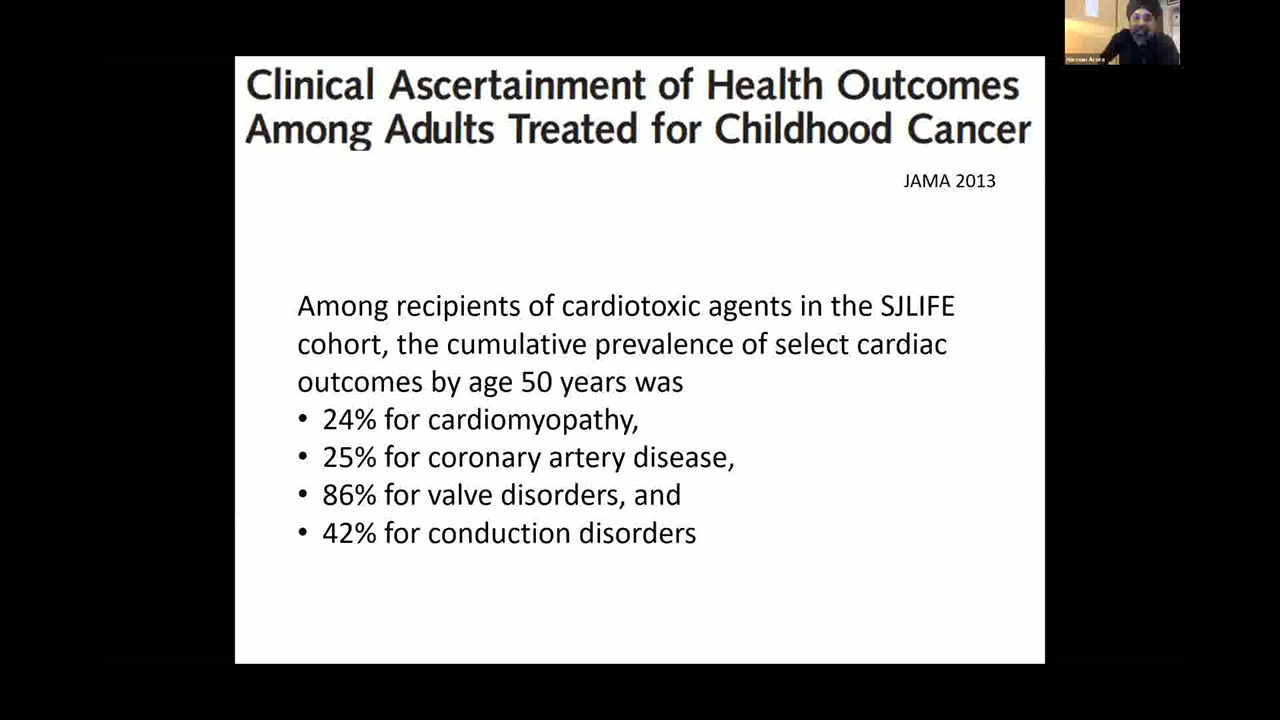 Harman Arora
Clinical Ascertainment of Health Outcomes
Among Adults Treated for Childhood Cancer
JAMA 2013
Among recipients of cardiotoxic agents in the SJLIFE
cohort, the cumulative prevalence of select cardiac
outcomes by age 50 years was
• 24% for cardiomyopathy,
• 25% for coronary artery disease,
• 86% for valve disorders, and
• 42% for conduction disorders